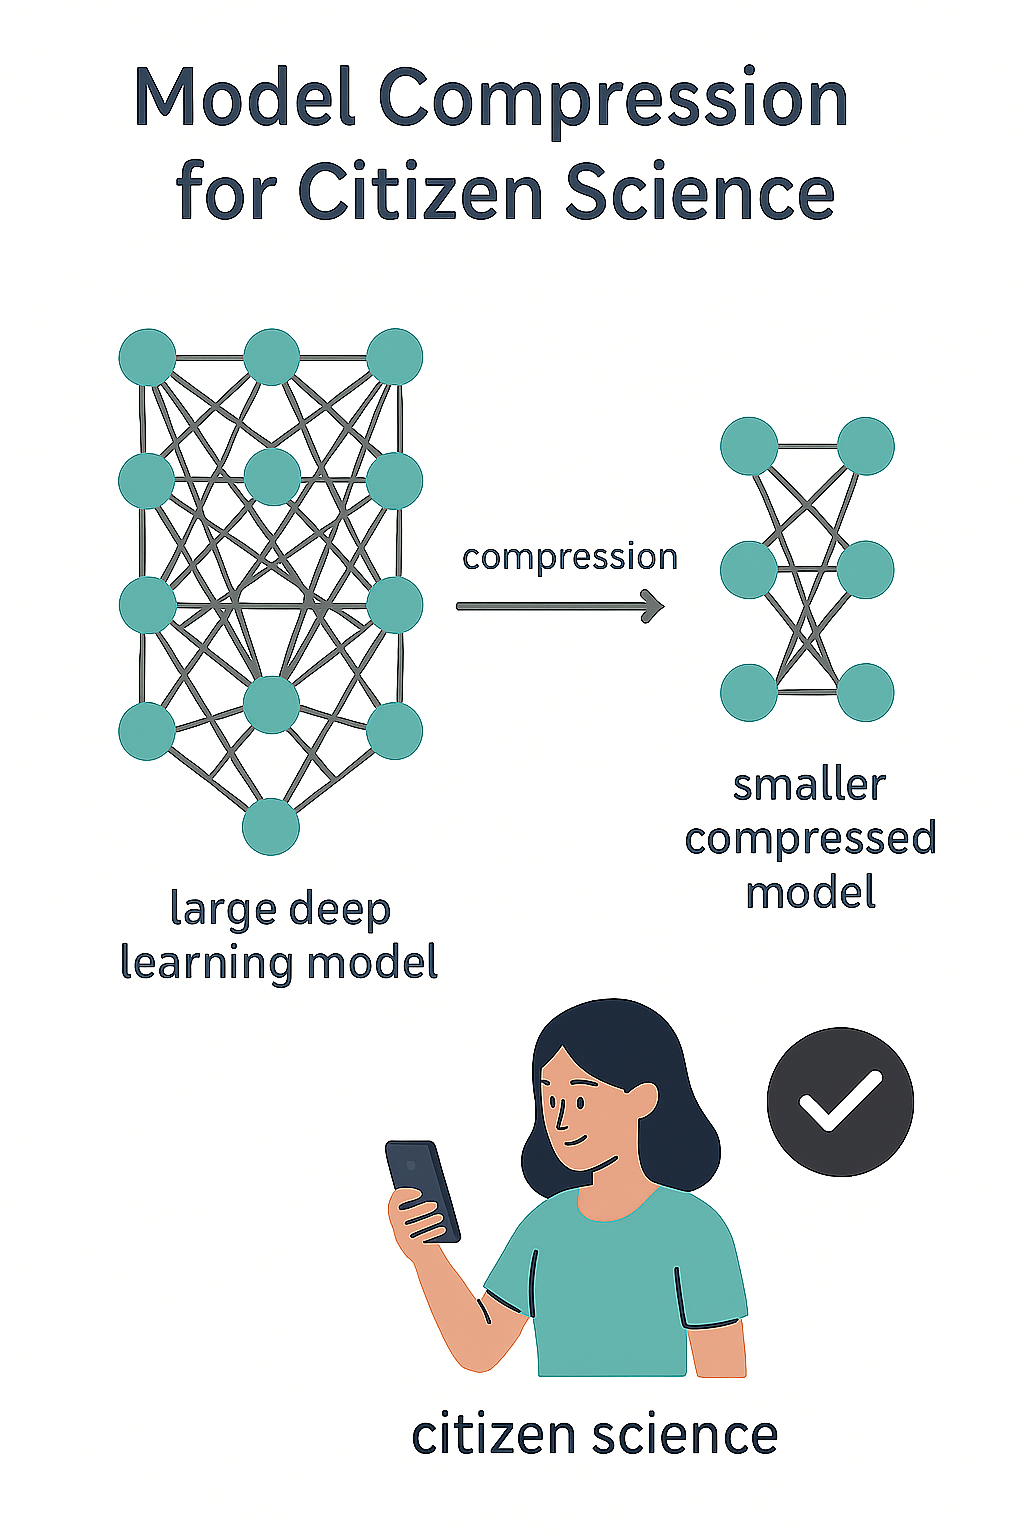 Model Compression
for Citizen Science
compression
large deep
learning model
smaller
compressed
model
citizen science